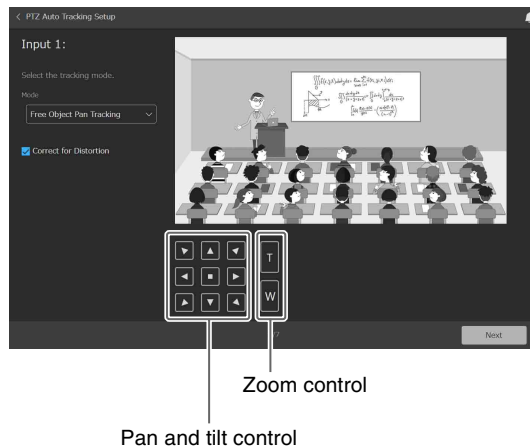 PTZ Auto Tracking Setup
Input 1:
Select the tracking mode.
Mode
Free Object Pan Tracking
Correct for Distortion
T
W
Next
Zoom control
Pan and tilt control